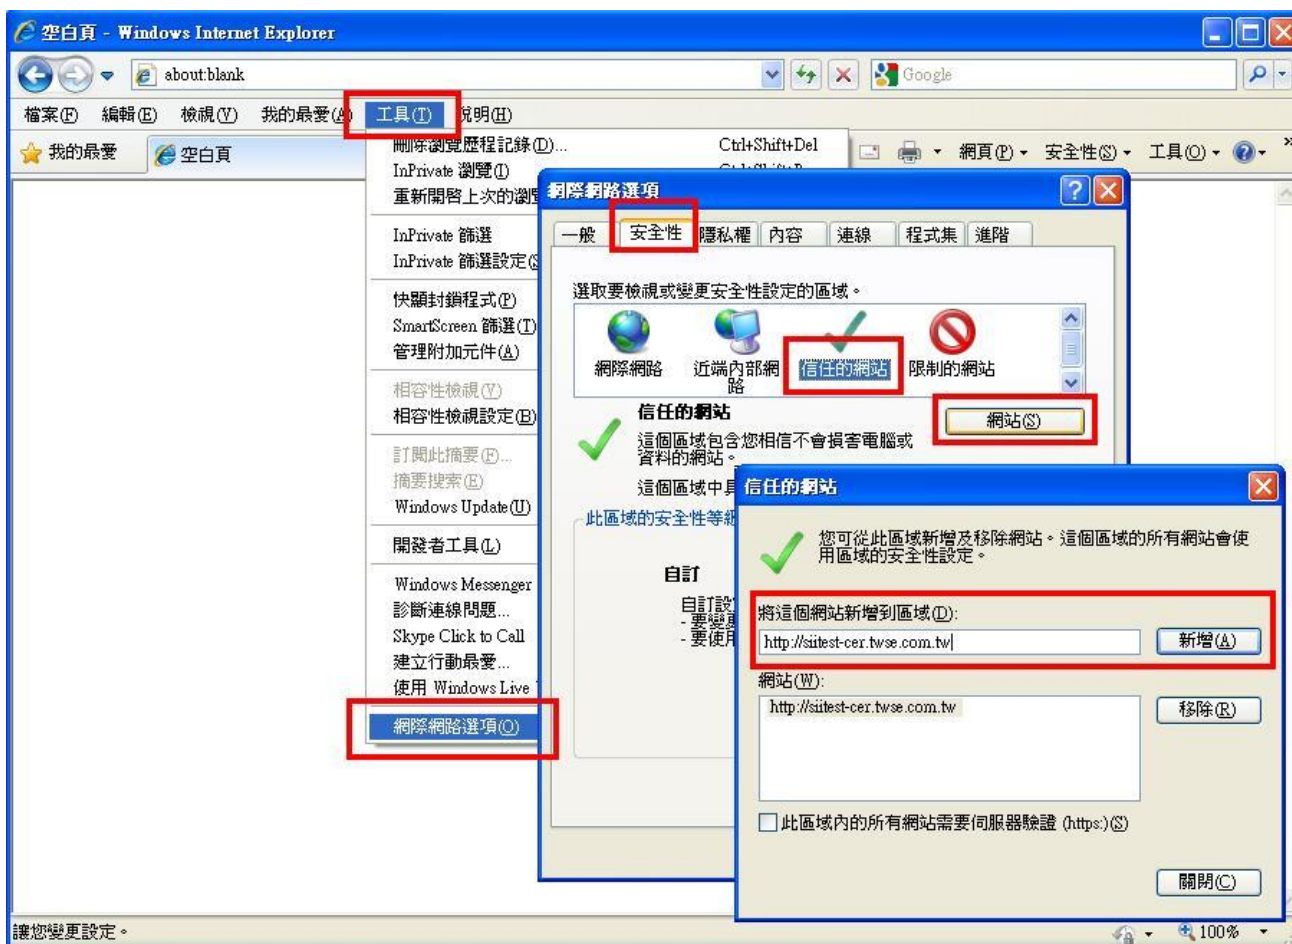 空白頁 - Windows Internet Explorer
about:blank
Google
檔案(F) 編輯(E) 檢視(V) 我的最愛(A) 工具(T) 說明(H)
我的最愛 空白頁
網頁(P) 安全性(S) 工具(O)
刪除瀏覽歷程記錄(D)... Ctrl+Shift+Del
InPrivate 瀏覽(I) Ctrl+Shift+P
重新開啓上次的瀏覽
InPrivate 篩選
InPrivate 篩選設定(S
快顯封鎖程式(P)
SmartScreen 篩選(T)
管理附加元件(A)
相容性檢視(V)
相容性檢視設定(B)
訂閱此摘要(F)...
摘要搜索(E)
Windows Update(U)
開發者工具(L)
Windows Messenger
診斷連線問題...
Skype Click to Call
建立行動最愛...
使用 Windows Live
網際網路選項(O)
網際網路選項
一般 安全性 隱私權 內容 連線 程式集 進階
選取要檢視或變更安全性設定的區域。
網際網路 近端內部網路 信任的網站 限制的網站
信任的網站
網站(S)
這個區域包含您相信不會損害電腦或
資料的網站。
這個區域中具
此區域的安全性等級
自訂
自訂設
- 要變更
- 要使用
信任的網站
您可從此區域新增及移除網站。這個區域的所有網站會使
用區域的安全性設定。
將這個網站新增到區域(D):
http://siitest-cer.twse.com.tw 新增(A)
網站(W):
http://siitest-cer.twse.com.tw 移除(R)
此區域內的所有網站需要伺服器驗證 (https:)(S)
關閉(C)
讓您變更設定。 100%